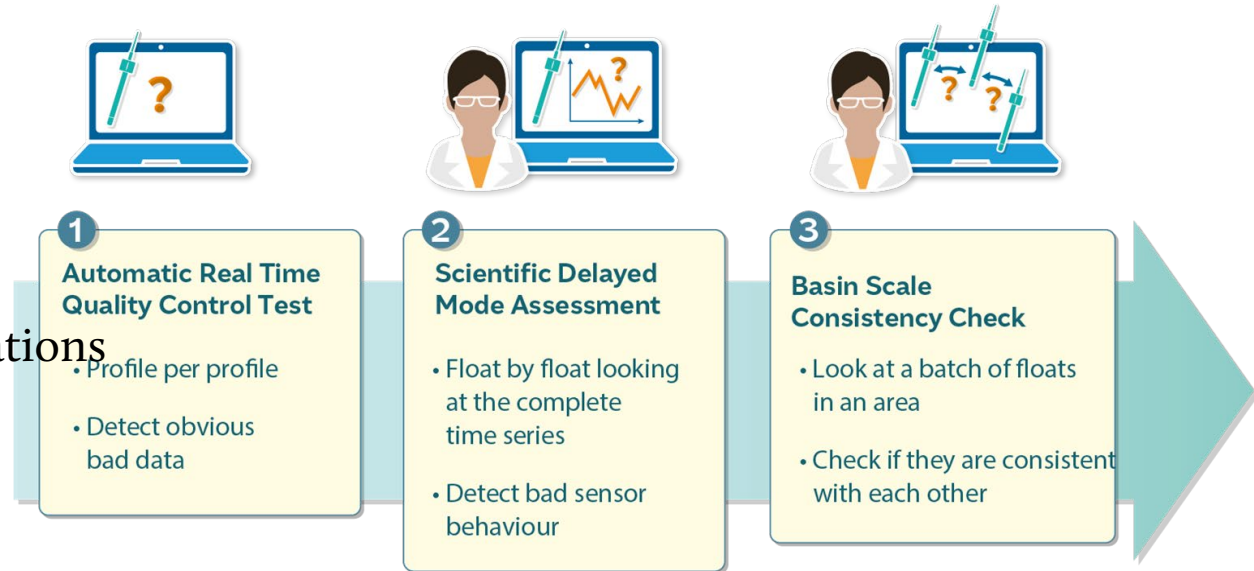 ?
?
?
?
1
Automatic Real Time
Quality Control Test
ations
• Profile per profile
• Detect obvious
bad data
2
Scientific Delayed
Mode Assessment
• Float by float looking
at the complete
time series
• Detect bad sensor
behaviour
3
Basin Scale
Consistency Check
• Look at a batch of floats
in an area
• Check if they are consistent
with each other